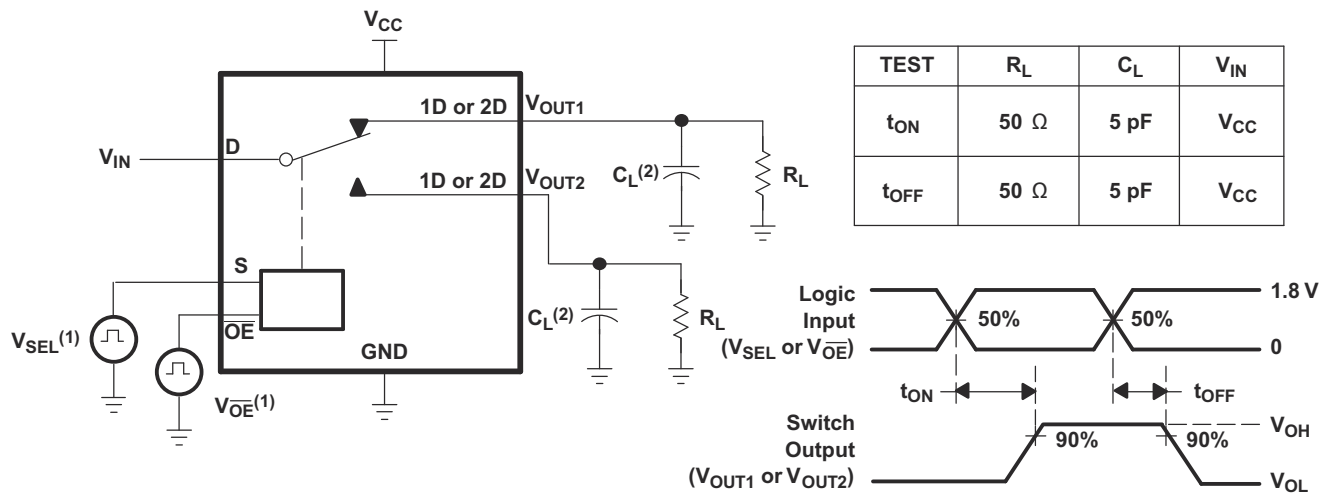 VCC
1D or 2D VOUT1
VIN
D
CL(2)
RL
1D or 2D VOUT2
S
OE
CL(2)
RL
VSEL(1)
GND
VOE(1)
TEST RL CL VIN
tON 50 Ω 5 pF VCC
tOFF 50 Ω 5 pF VCC
Logic
Input
(VSEL or VOE)
1.8 V
50%
50%
0
tON
tOFF
Switch
Output
(VOUT1 or VOUT2)
VOH
90%
90%
VOL